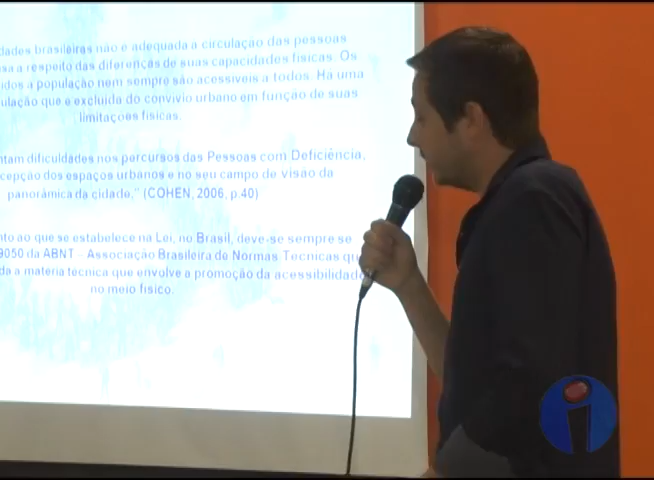 dades brasileiras não é adequada à circulação das pessoas
a respeito das diferenças de suas capacidades físicas. Os
idos à população nem sempre são acessíveis a todos. Há uma
ulação que é excluída do convívio urbano em função de suas
limitações físicas.
ntam dificuldades nos percursos das Pessoas com Deficiência,
cepção dos espaços urbanos e no seu campo de visão da
panorâmica da cidade." (COHEN, 2006, p.40)
nto ao que se estabelece na Lei, no Brasil, deve-se sempre se
9050 da ABNT - Associação Brasileira de Normas Técnicas que
da a matéria técnica que envolve a promoção da acessibilidade
no meio físico.